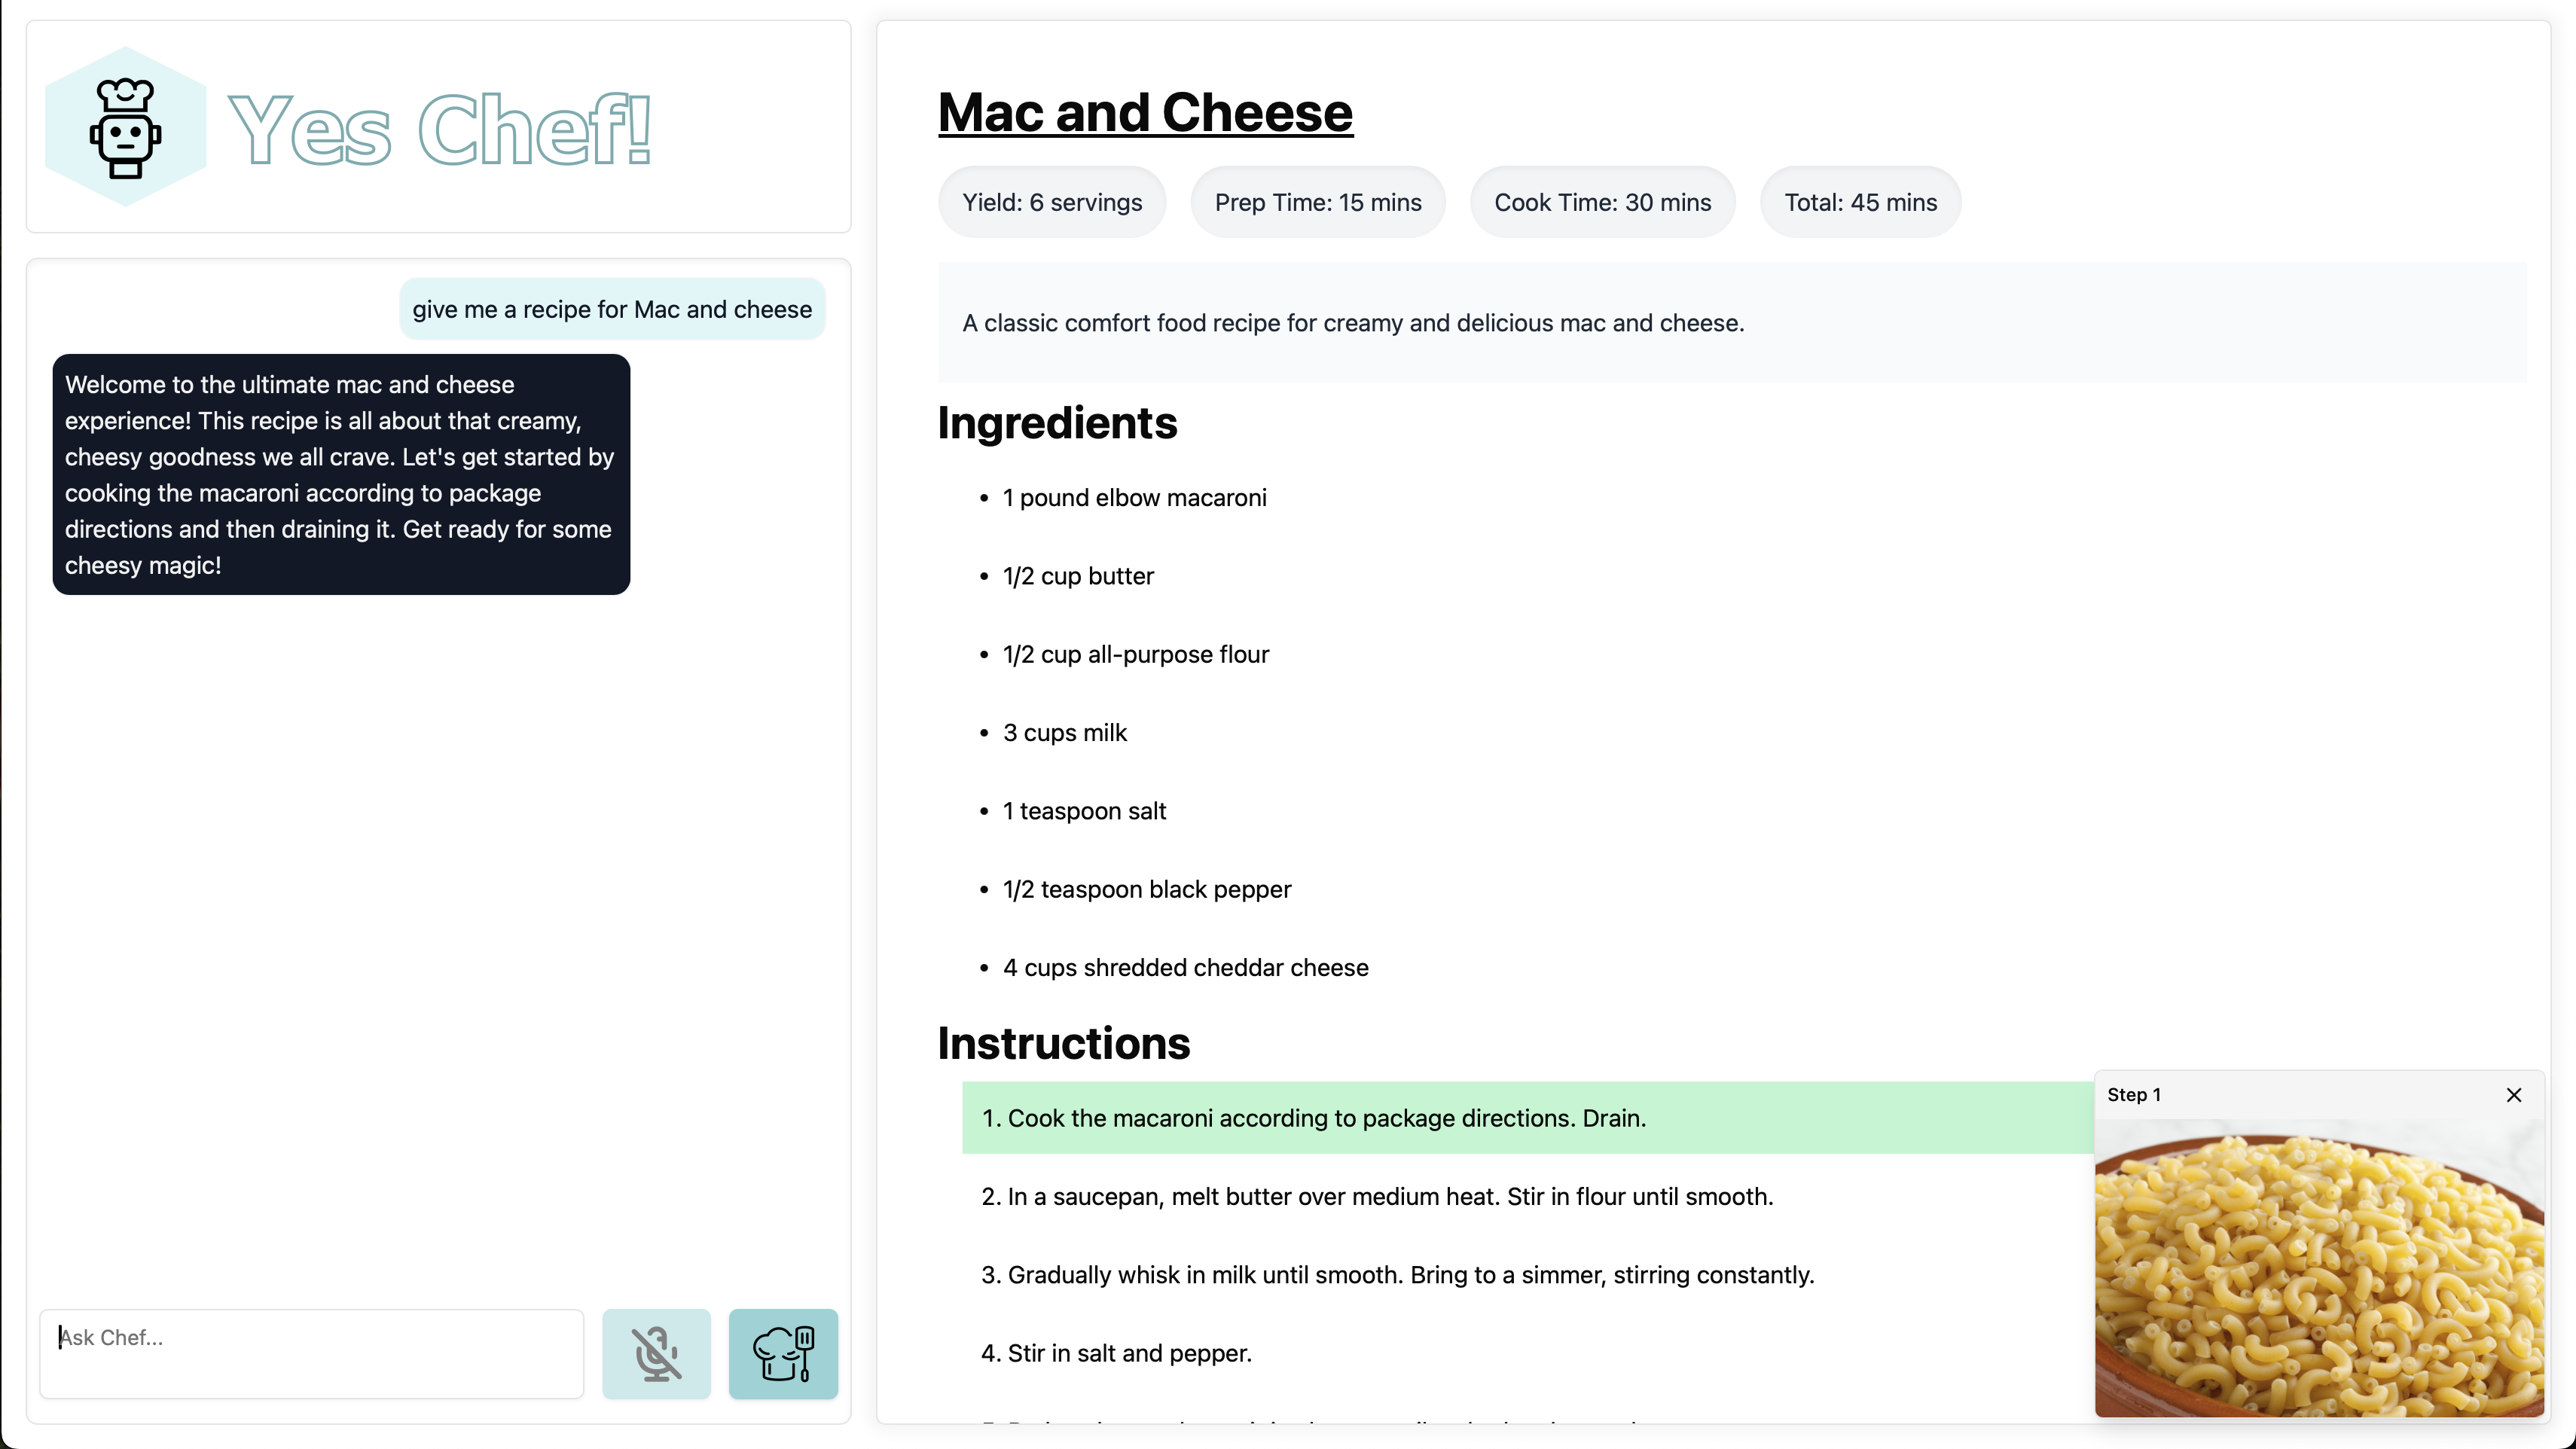 Yes Chef!
give me a recipe for Mac and cheese
Welcome to the ultimate mac and cheese
experience! This recipe is all about that creamy,
cheesy goodness we all crave. Let's get started by
cooking the macaroni according to package
directions and then draining it. Get ready for some
cheesy magic!
Ask Chef...
Mac and Cheese
Yield: 6 servings
Prep Time: 15 mins
Cook Time: 30 mins
Total: 45 mins
A classic comfort food recipe for creamy and delicious mac and cheese.
Ingredients
• 1 pound elbow macaroni
• 1/2 cup butter
• 1/2 cup all-purpose flour
• 3 cups milk
• 1 teaspoon salt
• 1/2 teaspoon black pepper
• 4 cups shredded cheddar cheese
Instructions
1. Cook the macaroni according to package directions. Drain.
2. In a saucepan, melt butter over medium heat. Stir in flour until smooth.
3. Gradually whisk in milk until smooth. Bring to a simmer, stirring constantly.
4. Stir in salt and pepper.
Step 1